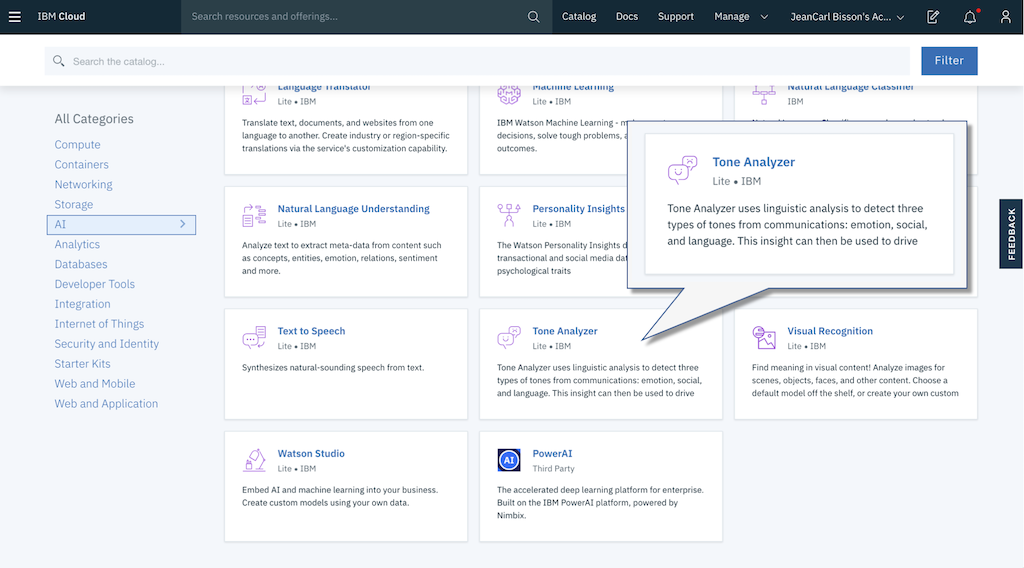 IBM Cloud
Search resources and offerings...
Catalog
Docs
Support
Manage
JeanCarl Bisson's Ac...
Search the catalog...
Filter
All Categories
Compute
Containers
Networking
Storage
AI
Analytics
Databases
Developer Tools
Integration
Internet of Things
Security and Identity
Starter Kits
Web and Mobile
Web and Application
Language Translator
Lite • IBM
Translate text, documents, and websites from one
language to another. Create industry or region-specific
translations via the service's customization capability.
Machine Learning
Lite • IBM
IBM Watson Machine Learning -
decisions, solve tough problems,
outcomes.
Natural Language Classifier
IBM
Tone Analyzer
Lite • IBM
Tone Analyzer uses linguistic analysis to detect three
types of tones from communications: emotion, social,
and language. This insight can then be used to drive
Natural Language Understanding
Lite • IBM
Analyze text to extract meta-data from content such
as concepts, entities, emotion, relations, sentiment
and more.
Personality Insights
Lite • IBM
The Watson Personality Insights
transactional and social media
psychological traits
Text to Speech
Lite • IBM
Synthesizes natural-sounding speech from text.
Tone Analyzer
Lite • IBM
Tone Analyzer uses linguistic analysis to detect three
types of tones from communications: emotion, social,
and language. This insight can then be used to drive
Visual Recognition
Lite • IBM
Find meaning in visual content! Analyze images for
scenes, objects, faces, and other content. Choose a
default model off the shelf, or create your own custom
Watson Studio
Lite • IBM
Embed AI and machine learning into your business.
Create custom models using your own data.
AI
PowerAI
Third Party
The accelerated deep learning platform for enterprise.
Built on the IBM PowerAI platform, powered by
Nimbix.
FEEDBACK